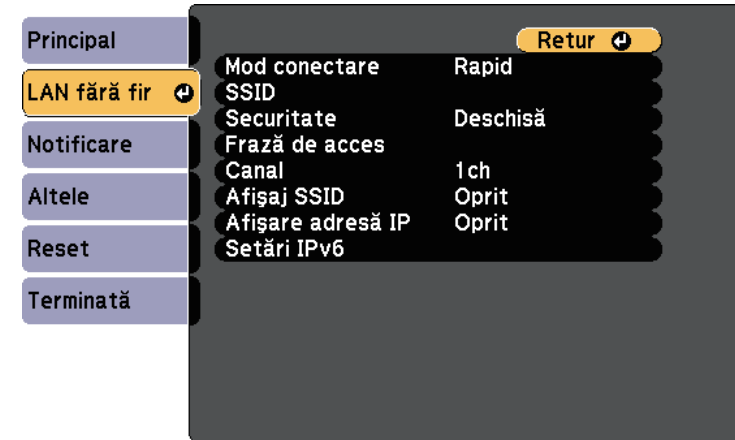 Principal
LAN fără fir
Notificare
Altele
Reset
Terminată
Retur
Mod conectare Rapid
SSID
Securitate Deschisă
Frază de acces
Canal 1ch
Afişaj SSID Oprit
Afişare adresă IP Oprit
Setări IPv6